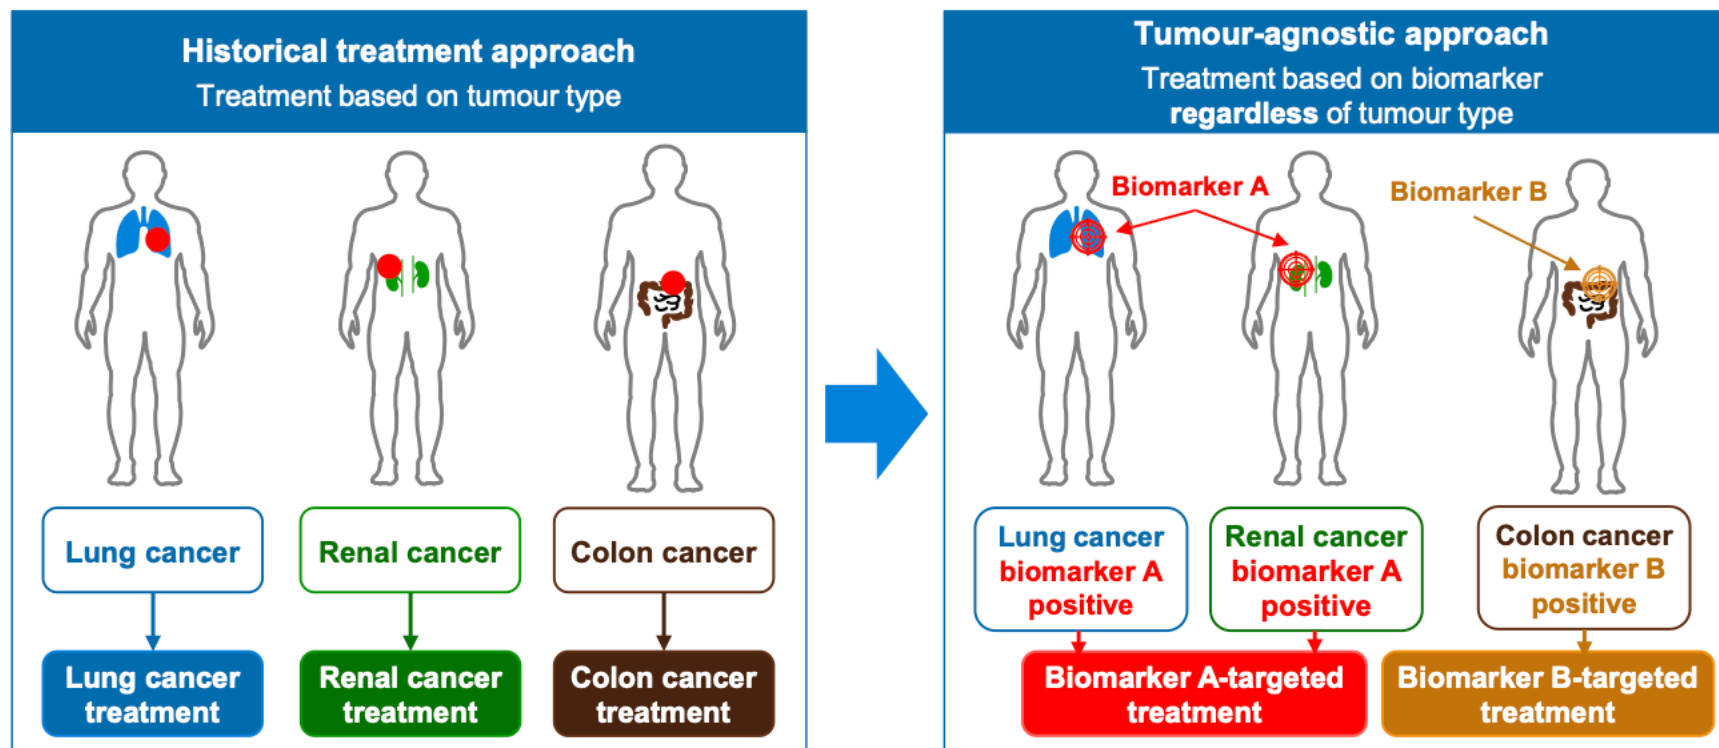 Historical treatment approach
Treatment based on tumour type
Lung cancer
Renal cancer
Colon cancer
Lung cancer
treatment
Renal cancer
treatment
Colon cancer
treatment
Tumour-agnostic approach
Treatment based on biomarker
regardless of tumour type
Biomarker A
Biomarker B
Lung cancer
biomarker A
positive
Renal cancer
biomarker A
positive
Colon cancer
biomarker B
positive
Biomarker A-targeted
treatment
Biomarker B-targeted
treatment